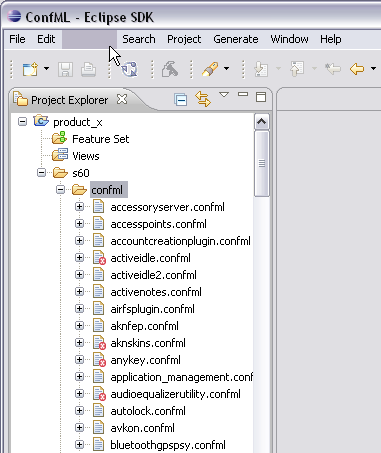 ConfML - Eclipse SDK
File Edit Search Project Generate Window Help
Project Explorer
product_x
Feature Set
Views
s60
confml
accessoryserver.confml
accesspoints.confml
accountcreationplugin.confml
activeidle.confml
activeidle2.confml
activenotes.confml
airfsplugin.confml
aknfep.confml
aknskins.confml
anykey.confml
application_management.conf
audioequalizerutility.confml
autolock.confml
avkon.confml
bluetoothgpspsy.confml